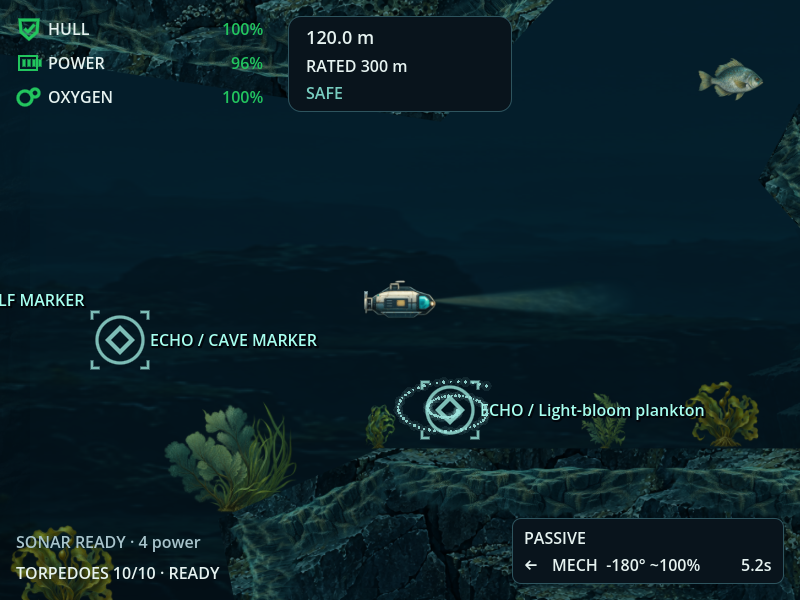 HULL 100%
POWER 96%
OXYGEN 100%
120.0 m
RATED 300 m
SAFE
LF MARKER
ECHO / CAVE MARKER
ECHO / Light-bloom plankton
SONAR READY · 4 power
TORPEDOES 10/10 · READY
PASSIVE
← MECH -180° ~100% 5.2s